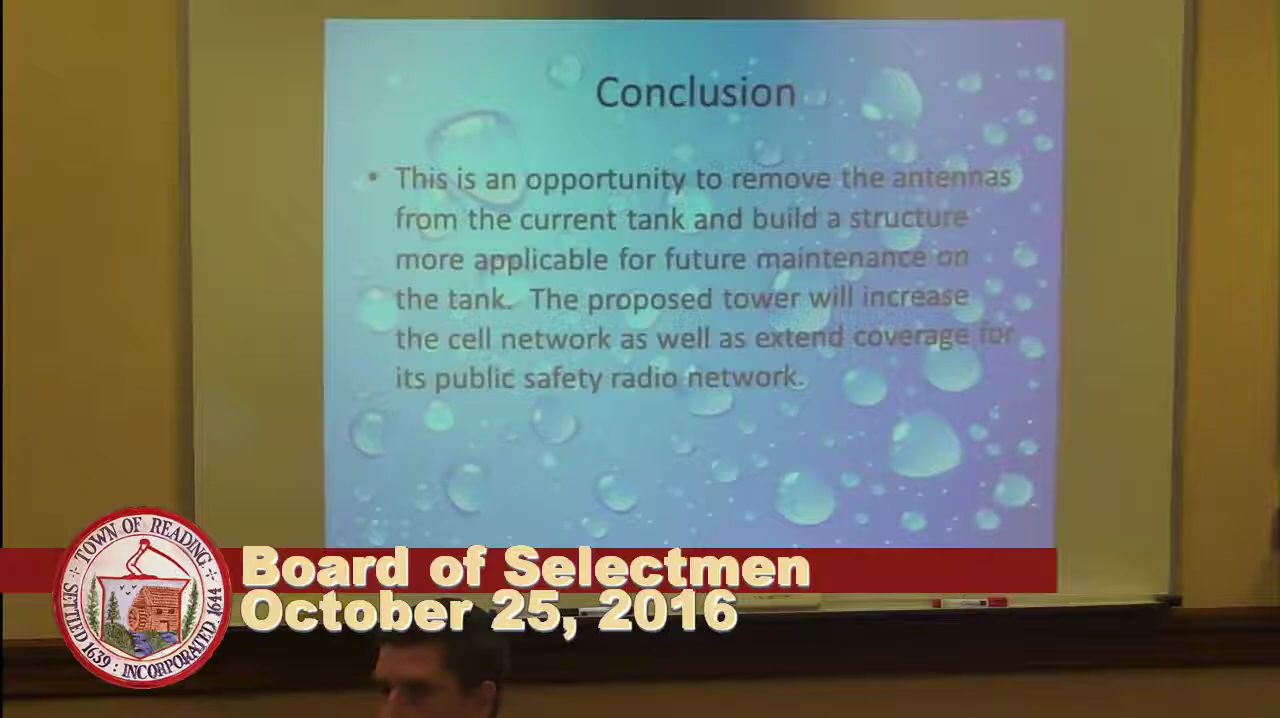 Conclusion
• This is an opportunity to remove the antennas
from the current tank and build a structure
more applicable for future maintenance on
the tank. The proposed tower will increase
the cell network as well as extend coverage for
its public safety radio network.
TOWN OF READING
SETTLED 1639 : INCORPORATED 1644
Board of Selectmen
October 25, 2016